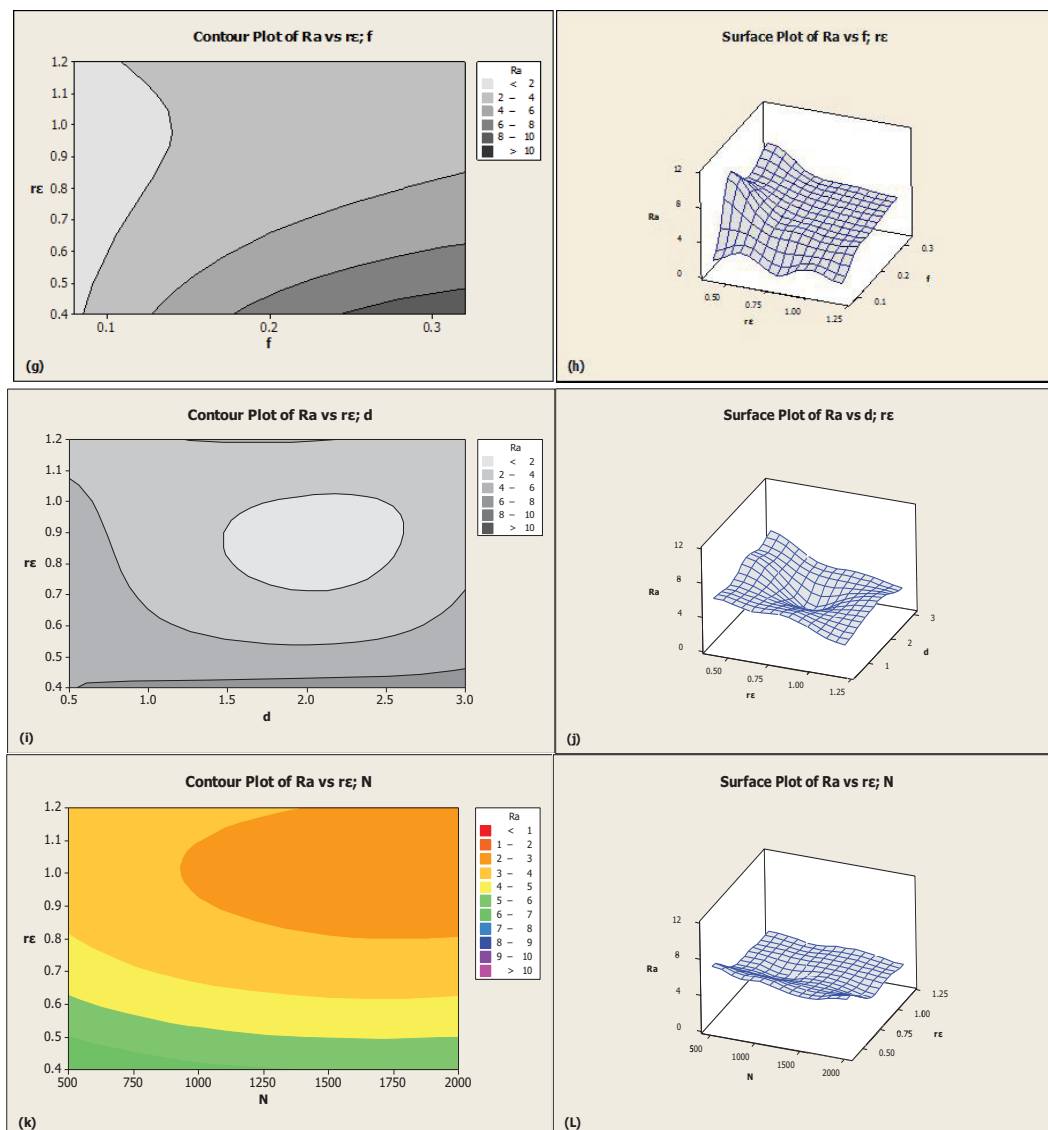 Contour Plot of Ra vs rε; f
1.2
1.1
1.0
0.9
0.8
0.7
0.6
0.5
0.4
rε
0.1
0.2
0.3
f
Ra
< 2
2 – 4
4 – 6
6 – 8
8 – 10
> 10
(g)
Surface Plot of Ra vs f; rε
12
8
4
0
Ra
0.50
0.75
1.00
1.25
rε
0.1
0.2
0.3
f
(h)
Contour Plot of Ra vs rε; d
1.2
1.1
1.0
0.9
0.8
0.7
0.6
0.5
0.4
rε
0.5
1.0
1.5
2.0
2.5
3.0
d
Ra
< 2
2 – 4
4 – 6
6 – 8
8 – 10
> 10
(i)
Surface Plot of Ra vs d; rε
12
8
4
0
Ra
0.50
0.75
1.00
1.25
rε
1
2
3
d
(j)
Contour Plot of Ra vs rε; N
1.2
1.1
1.0
0.9
0.8
0.7
0.6
0.5
0.4
rε
500
750
1000
1250
1500
1750
2000
N
Ra
< 1
1 – 2
2 – 3
3 – 4
4 – 5
5 – 6
6 – 7
7 – 8
8 – 9
9 – 10
> 10
(k)
Surface Plot of Ra vs rε; N
12
8
4
0
Ra
500
1000
1500
2000
N
0.50
0.75
1.00
1.25
rε
(L)